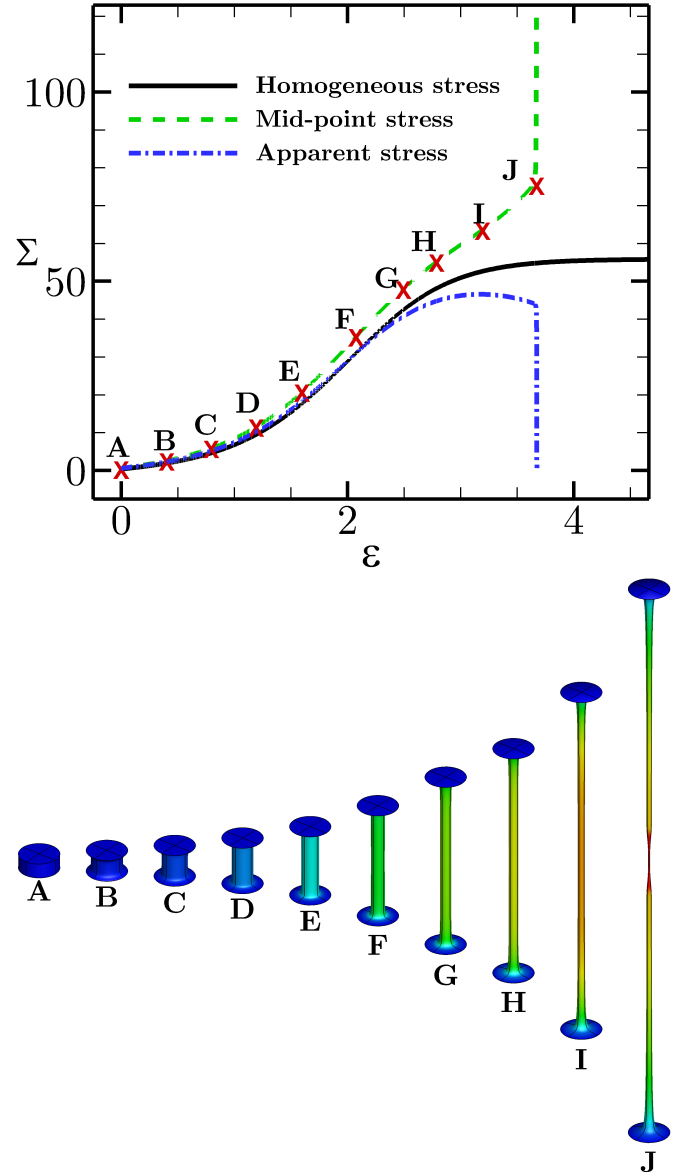 100
Homogeneous stress
Mid-point stress
Apparent stress
J
I
Σ
H
50
G
F
E
D
C
B
A
0
0 2 4
ε
A B C D E F G H I J